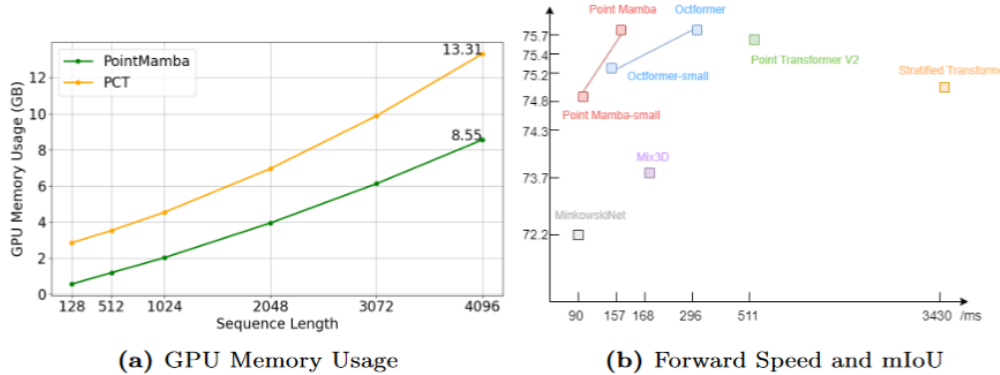 13.31
PointMamba
PCT
8.55
GPU Memory Usage (GB)
12
10
8
6
4
2
0
128 512 1024 2048 3072 4096
Sequence Length
(a) GPU Memory Usage
Point Mamba Octformer
75.7
75.4
75.2
74.8
74.3
73.7
72.2
Point Transformer V2
Octformer-small
Stratified Transforme
Point Mamba-small
Mix3D
MinkowskiNet
90 157 168 296 511 3430 /ms
(b) Forward Speed and mIoU